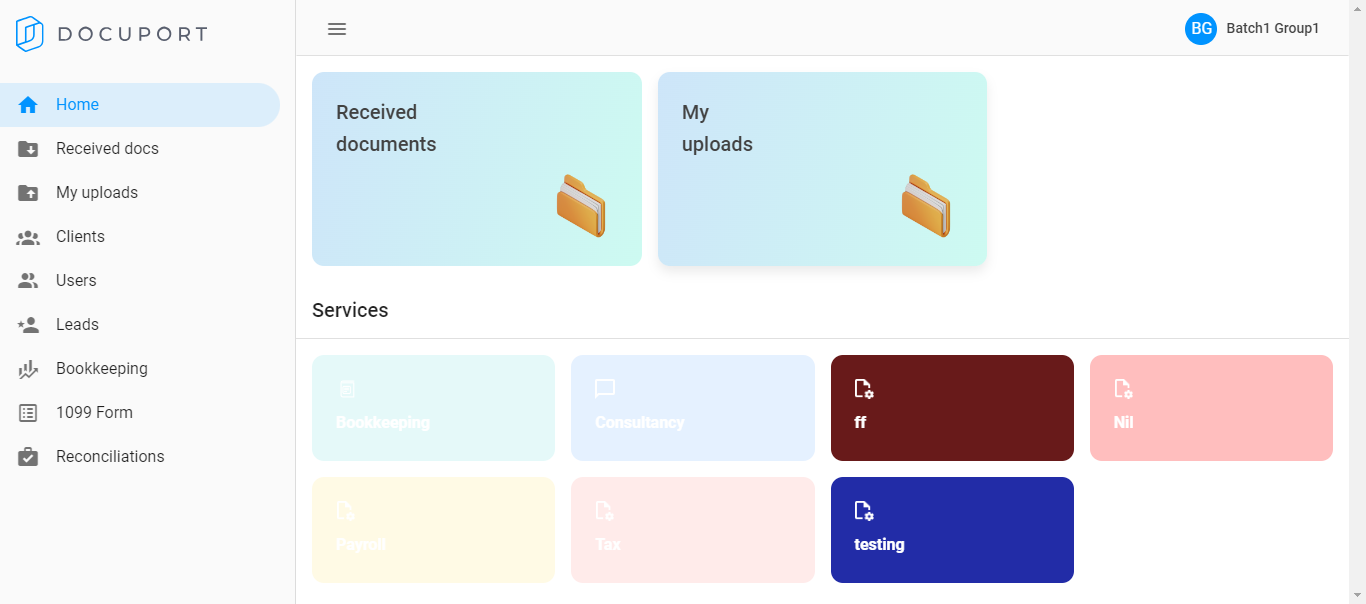 DOCUPORT
BG Batch1 Group1
Home
Received docs
My uploads
Clients
Users
Leads
Bookkeeping
1099 Form
Reconciliations
Received
documents
My
uploads
Services
Bookkeeping
Consultancy
ff
Nil
Payroll
Tax
testing